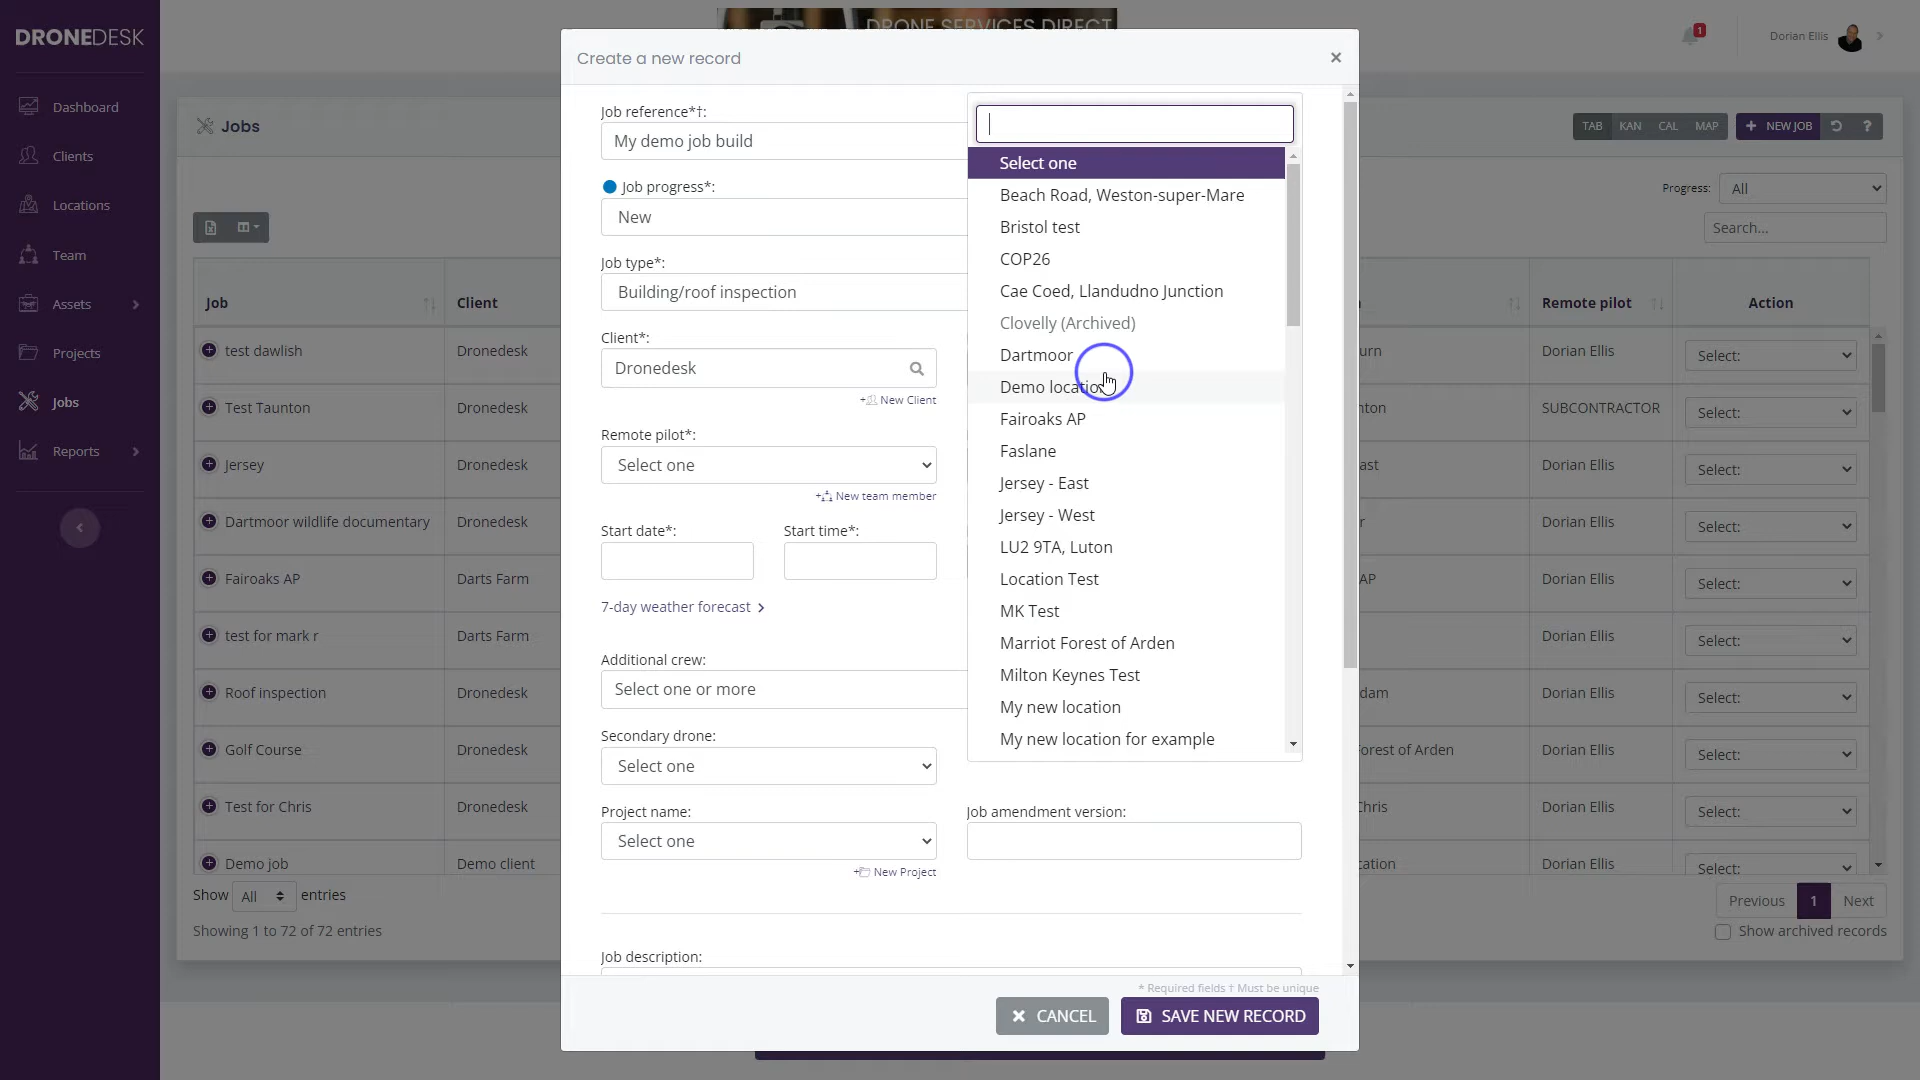 DRONEDESK
Dashboard
Clients
Locations
Team
Assets
Projects
Jobs
Reports
DRONE SERVICES DIRECT
1
Dorian Ellis
Jobs
TAB KAN CAL MAP
+ NEW JOB
?
Progress: All
Search...
Job Client Remote pilot Action
test dawlish Dronedesk urn Dorian Ellis Select:
Test Taunton Dronedesk nton SUBCONTRACTOR Select:
Jersey Dronedesk ast Dorian Ellis Select:
Dartmoor wildlife documentary Dronedesk r Dorian Ellis Select:
Fairoaks AP Darts Farm AP Dorian Ellis Select:
test for mark r Darts Farm Dorian Ellis Select:
Roof inspection Dronedesk dam Dorian Ellis Select:
Golf Course Dronedesk Forest of Arden Dorian Ellis Select:
Test for Chris Dronedesk Chris Dorian Ellis Select:
Demo job Demo client cation Dorian Ellis Select:
Show All entries
Showing 1 to 72 of 72 entries
Previous 1 Next
Show archived records
Create a new record
×
Job reference*†:
My demo job build
Job progress*:
New
Job type*:
Building/roof inspection
Client*:
Dronedesk
+ New Client
Remote pilot*:
Select one
+ New team member
Start date*: Start time*:
7-day weather forecast >
Additional crew:
Select one or more
Secondary drone:
Select one
Project name:
Select one
+ New Project
Job amendment version:
Job description:
Select one
Beach Road, Weston-super-Mare
Bristol test
COP26
Cae Coed, Llandudno Junction
Clovelly (Archived)
Dartmoor
Demo location
Fairoaks AP
Faslane
Jersey - East
Jersey - West
LU2 9TA, Luton
Location Test
MK Test
Marriot Forest of Arden
Milton Keynes Test
My new location
My new location for example
* Required fields † Must be unique
CANCEL
SAVE NEW RECORD